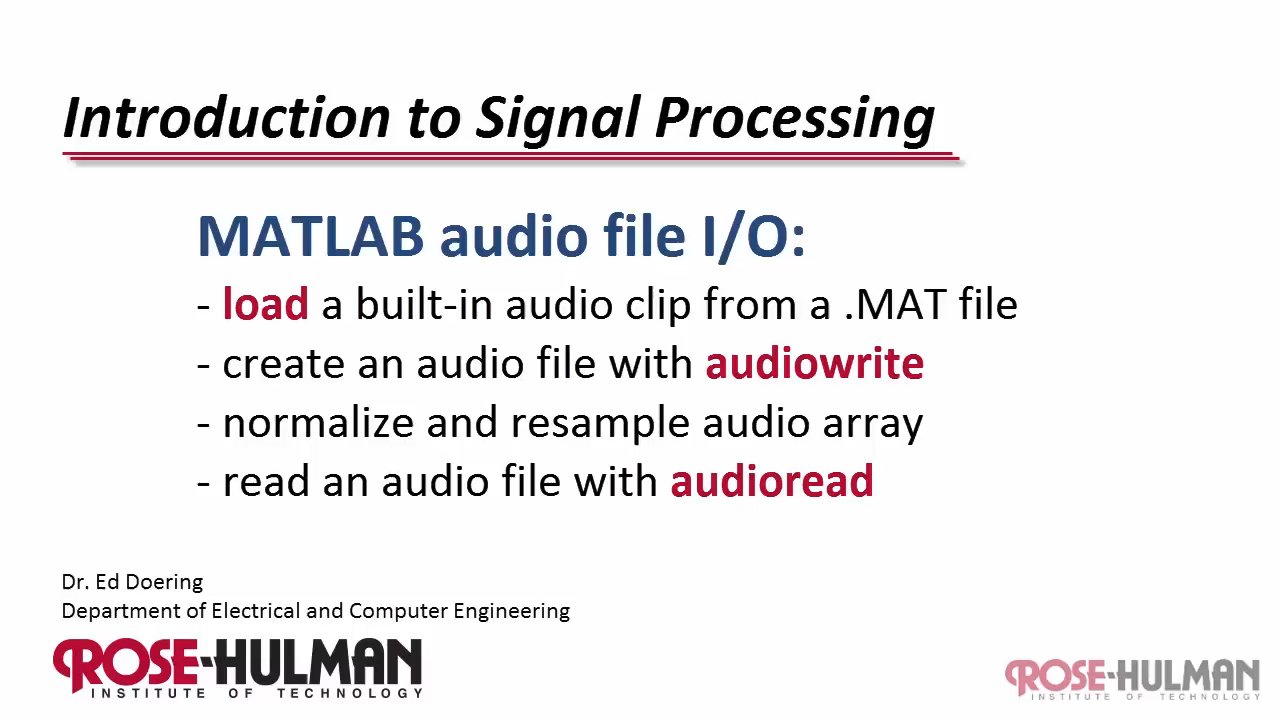 Introduction to Signal Processing
MATLAB audio file I/O:
- load a built-in audio clip from a .MAT file
- create an audio file with audiowrite
- normalize and resample audio array
- read an audio file with audioread
Dr. Ed Doering
Department of Electrical and Computer Engineering
ROSE-HULMAN
INSTITUTE OF TECHNOLOGY
ROSE-HULMAN
INSTITUTE OF TECHNOLOGY